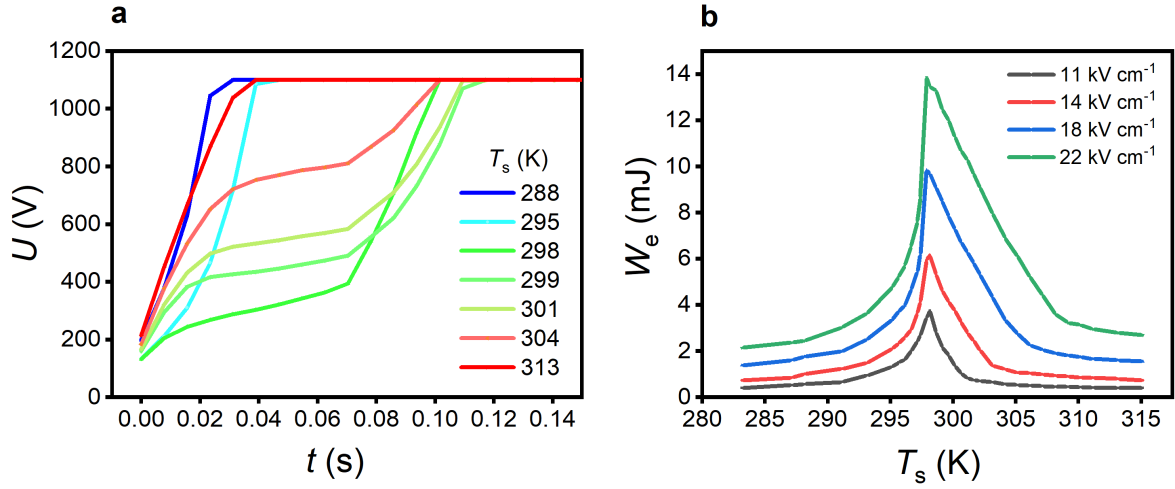 a
1200
1000
800
600
400
200
0
U (V)
0.00 0.02 0.04 0.06 0.08 0.10 0.12 0.14
t (s)
Ts (K)
288
295
298
299
301
304
313
b
14
12
10
8
6
4
2
0
We (mJ)
280 285 290 295 300 305 310 315
Ts (K)
11 kV cm⁻¹
14 kV cm⁻¹
18 kV cm⁻¹
22 kV cm⁻¹